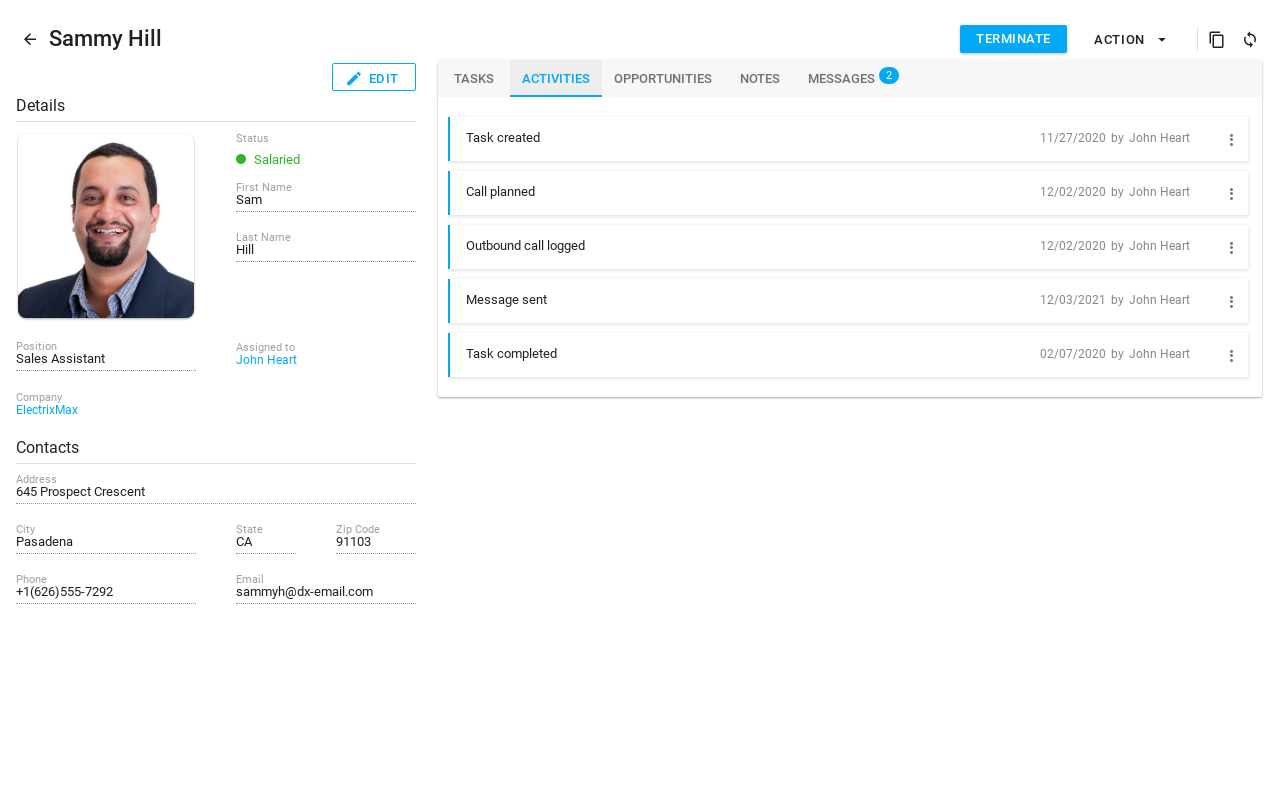 Sammy Hill
TERMINATE
ACTION
EDIT
Details
Status
Salaried
First Name
Sam
Last Name
Hill
Position
Sales Assistant
Assigned to
John Heart
Company
ElectrixMax
Contacts
Address
645 Prospect Crescent
City
Pasadena
State
CA
Zip Code
91103
Phone
+1(626)555-7292
Email
sammyh@dx-email.com
TASKS ACTIVITIES OPPORTUNITIES NOTES MESSAGES 2
Task created 11/27/2020 by John Heart
Call planned 12/02/2020 by John Heart
Outbound call logged 12/02/2020 by John Heart
Message sent 12/03/2021 by John Heart
Task completed 02/07/2020 by John Heart